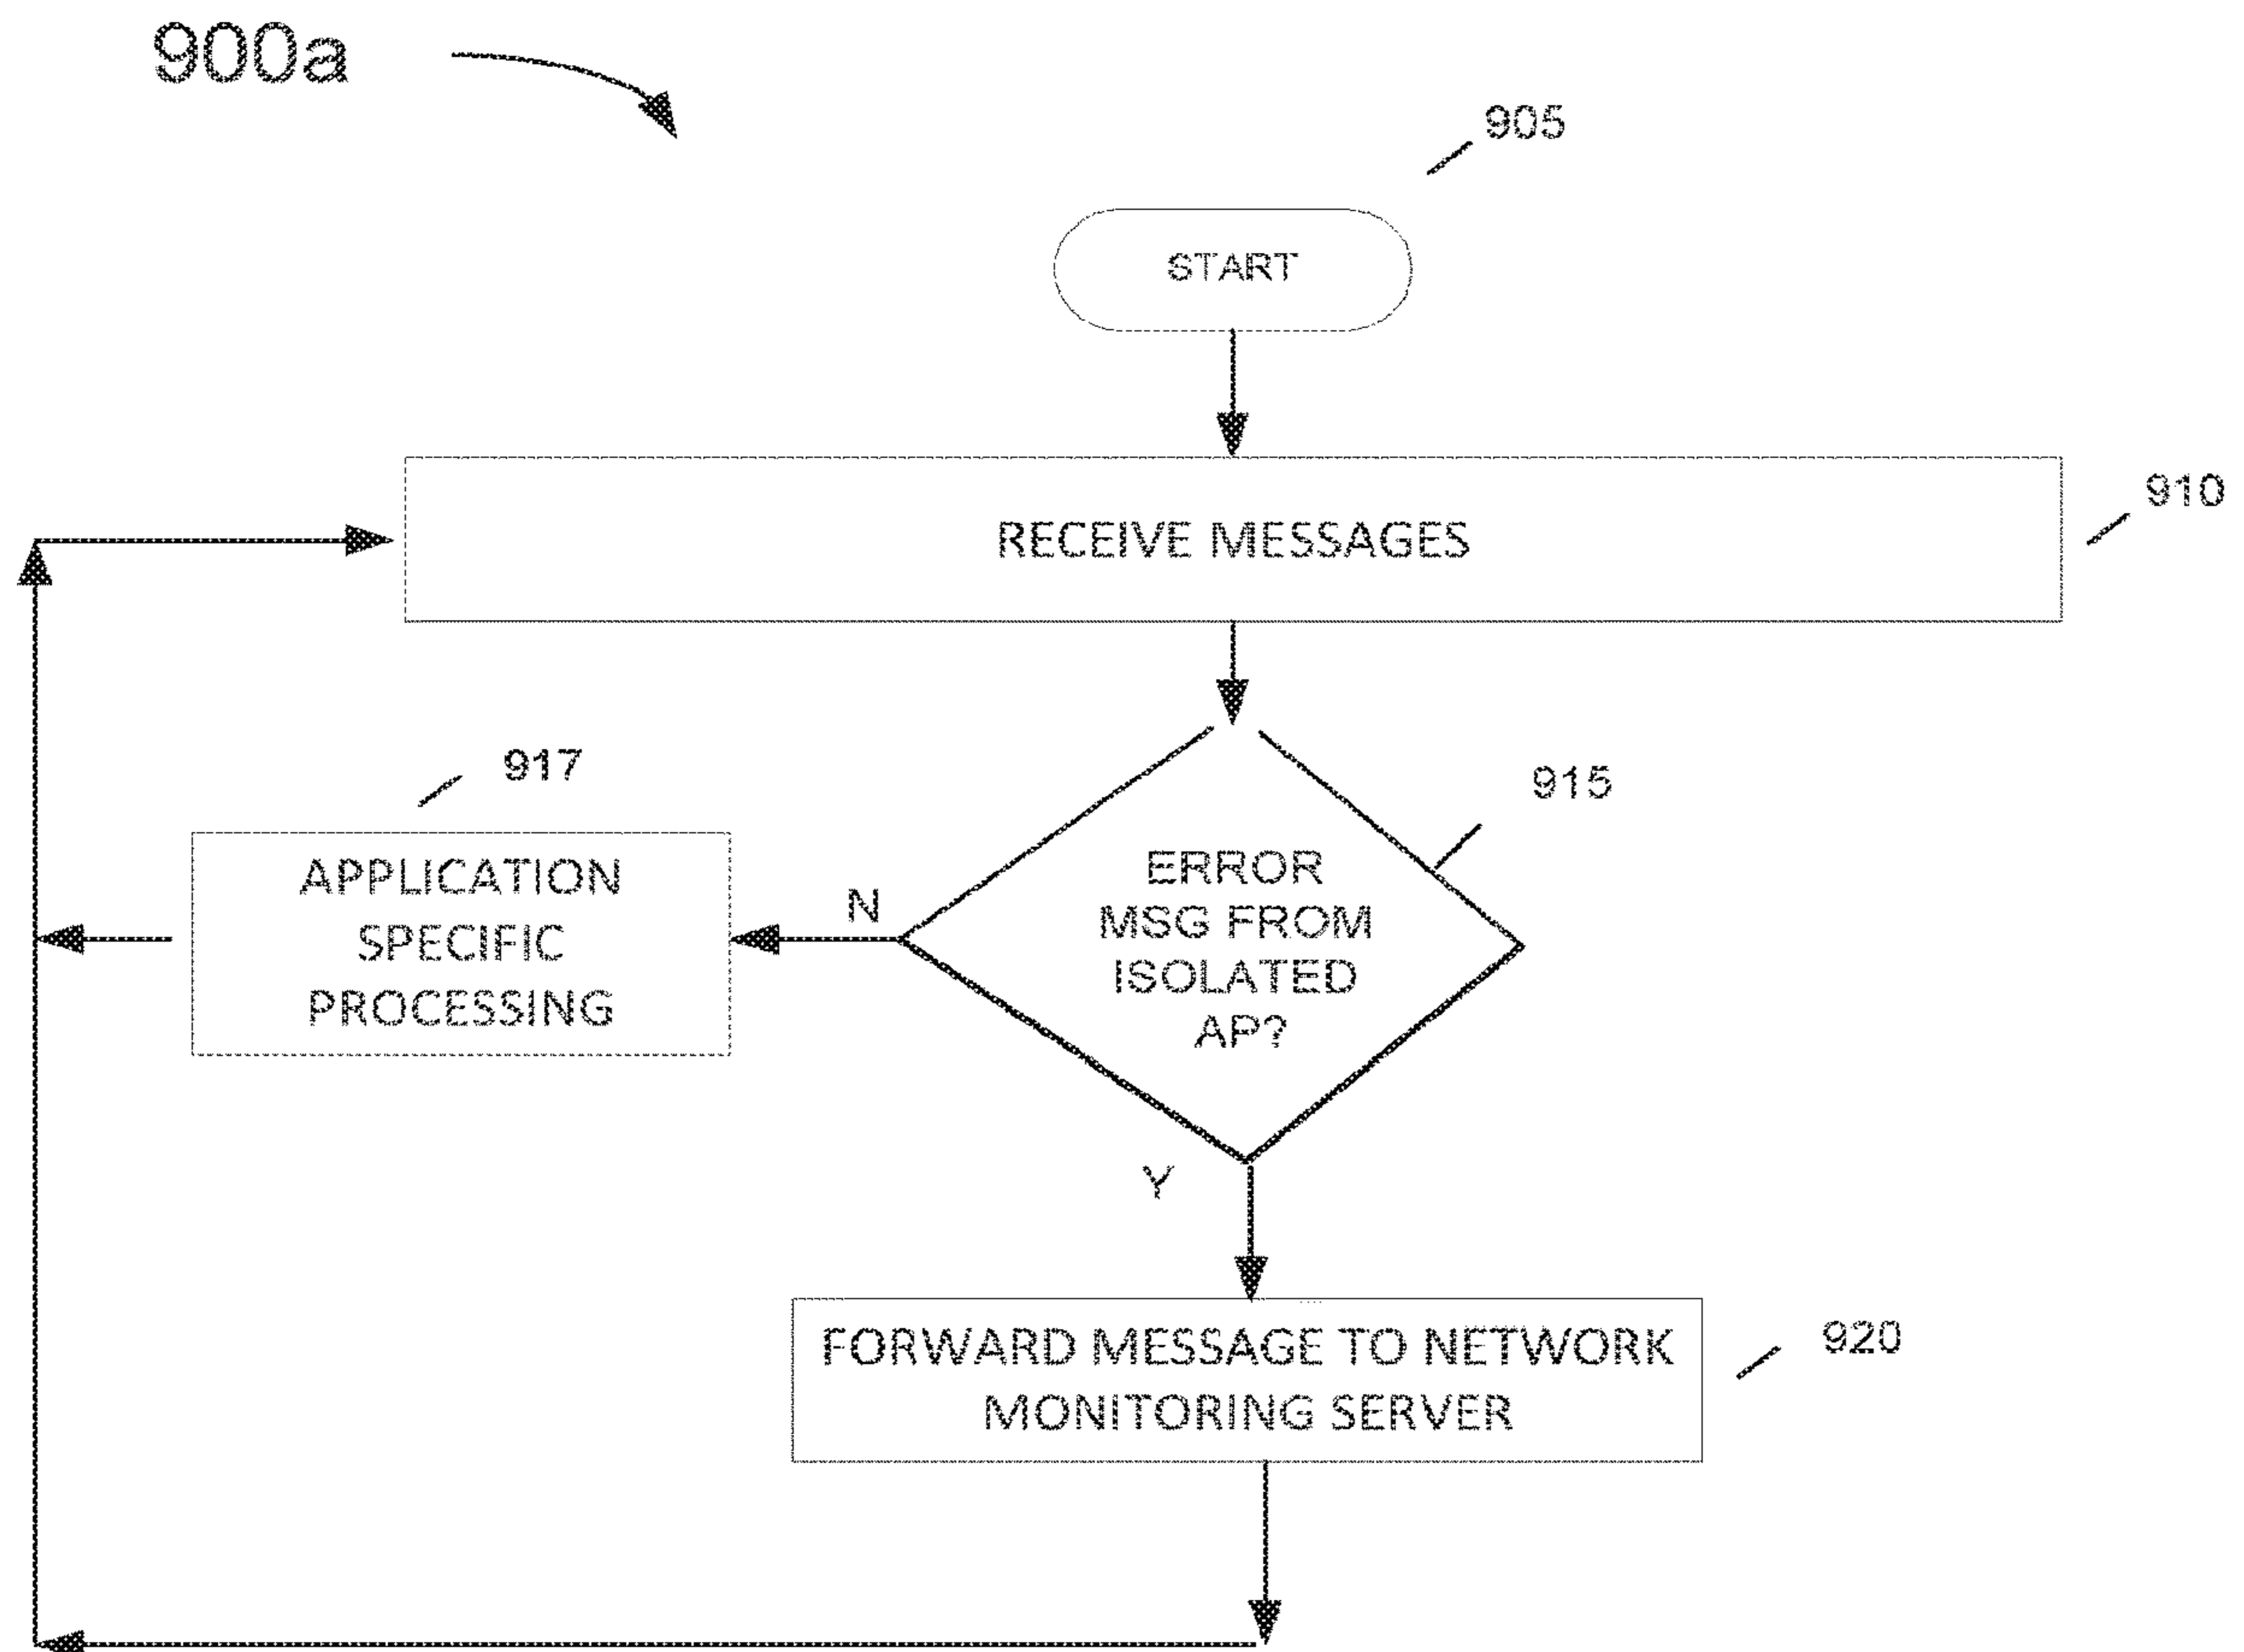 900a
905
START
910
RECEIVE MESSAGES
917
915
APPLICATION
SPECIFIC
PROCESSING
N
ERROR
MSG FROM
ISOLATED
AP?
Y
920
FORWARD MESSAGE TO NETWORK
MONITORING SERVER